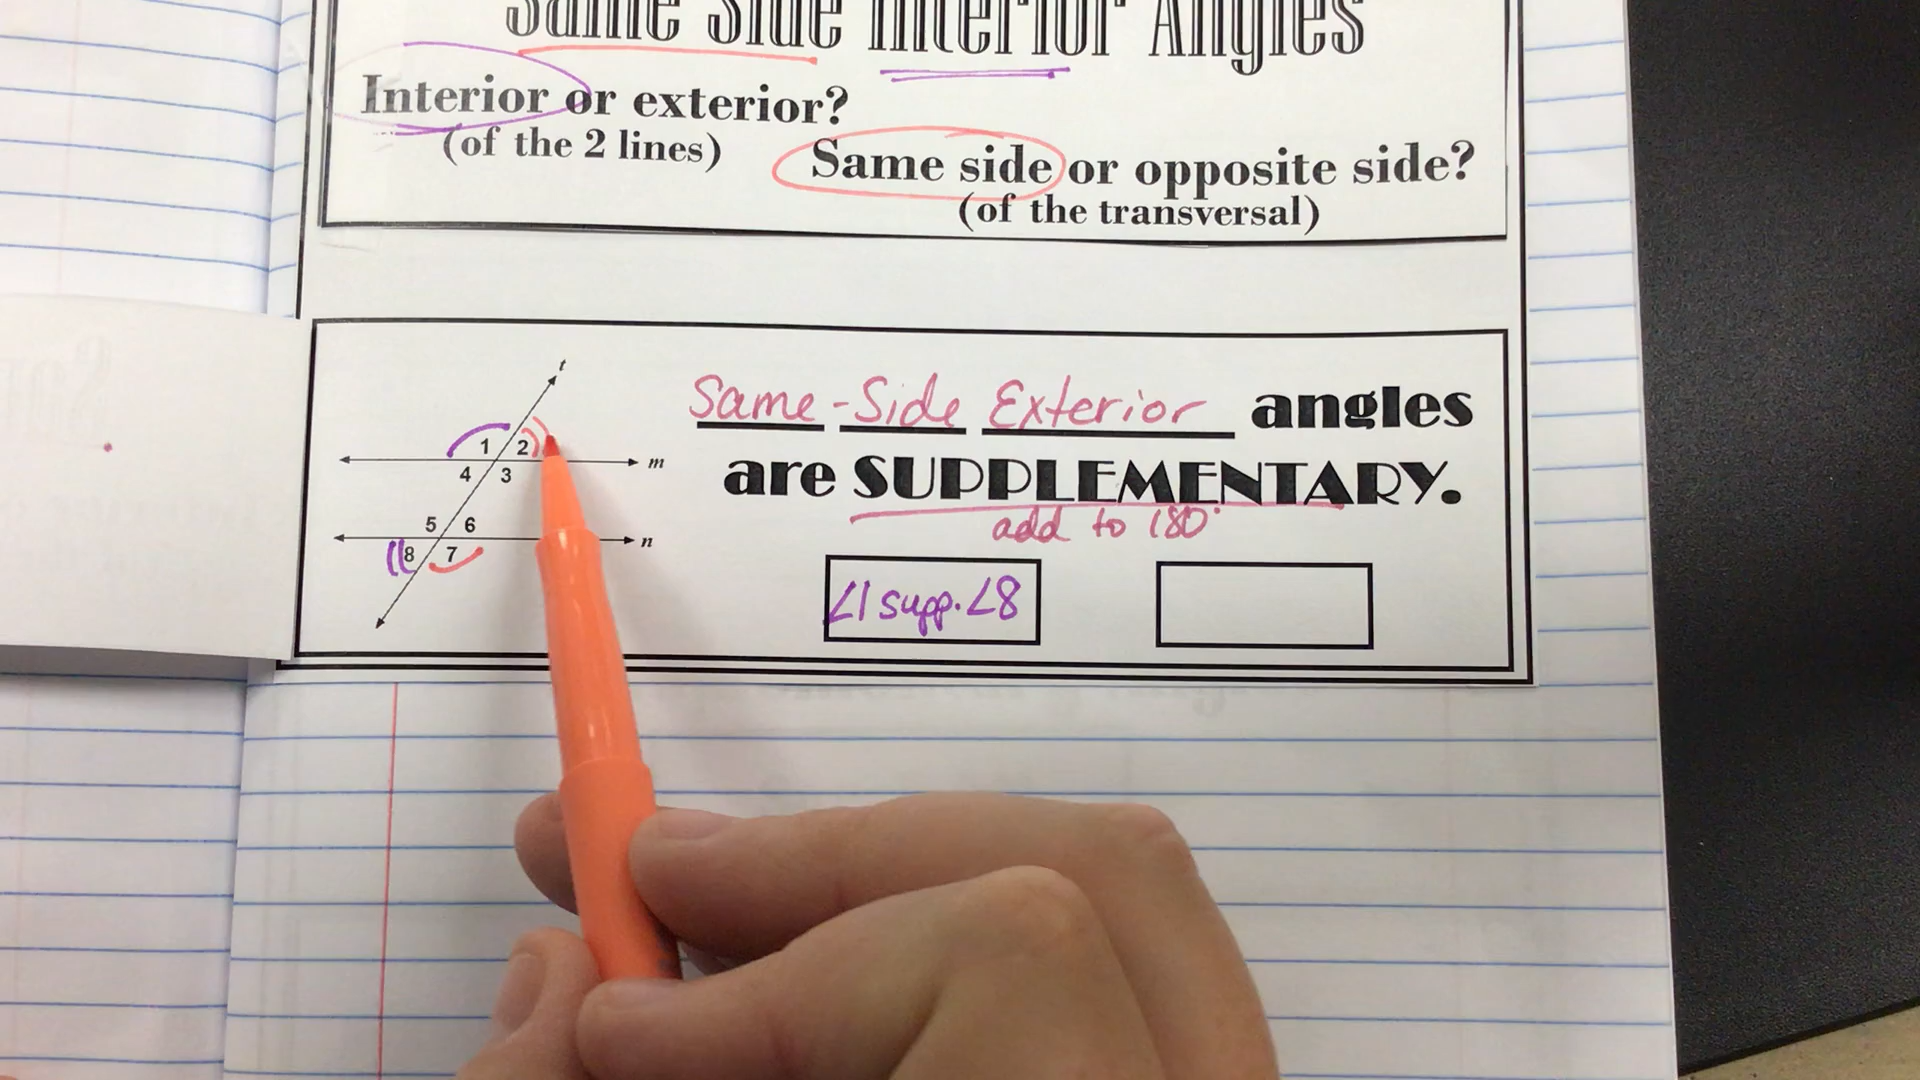 Same Side Interior Angles
Interior or exterior?
(of the 2 lines)
Same side or opposite side?
(of the transversal)
t
1 2
m
4 3
5 6
n
8 7
Same-Side Exterior angles
are SUPPLEMENTARY.
add to 180°
∠1 supp. ∠8